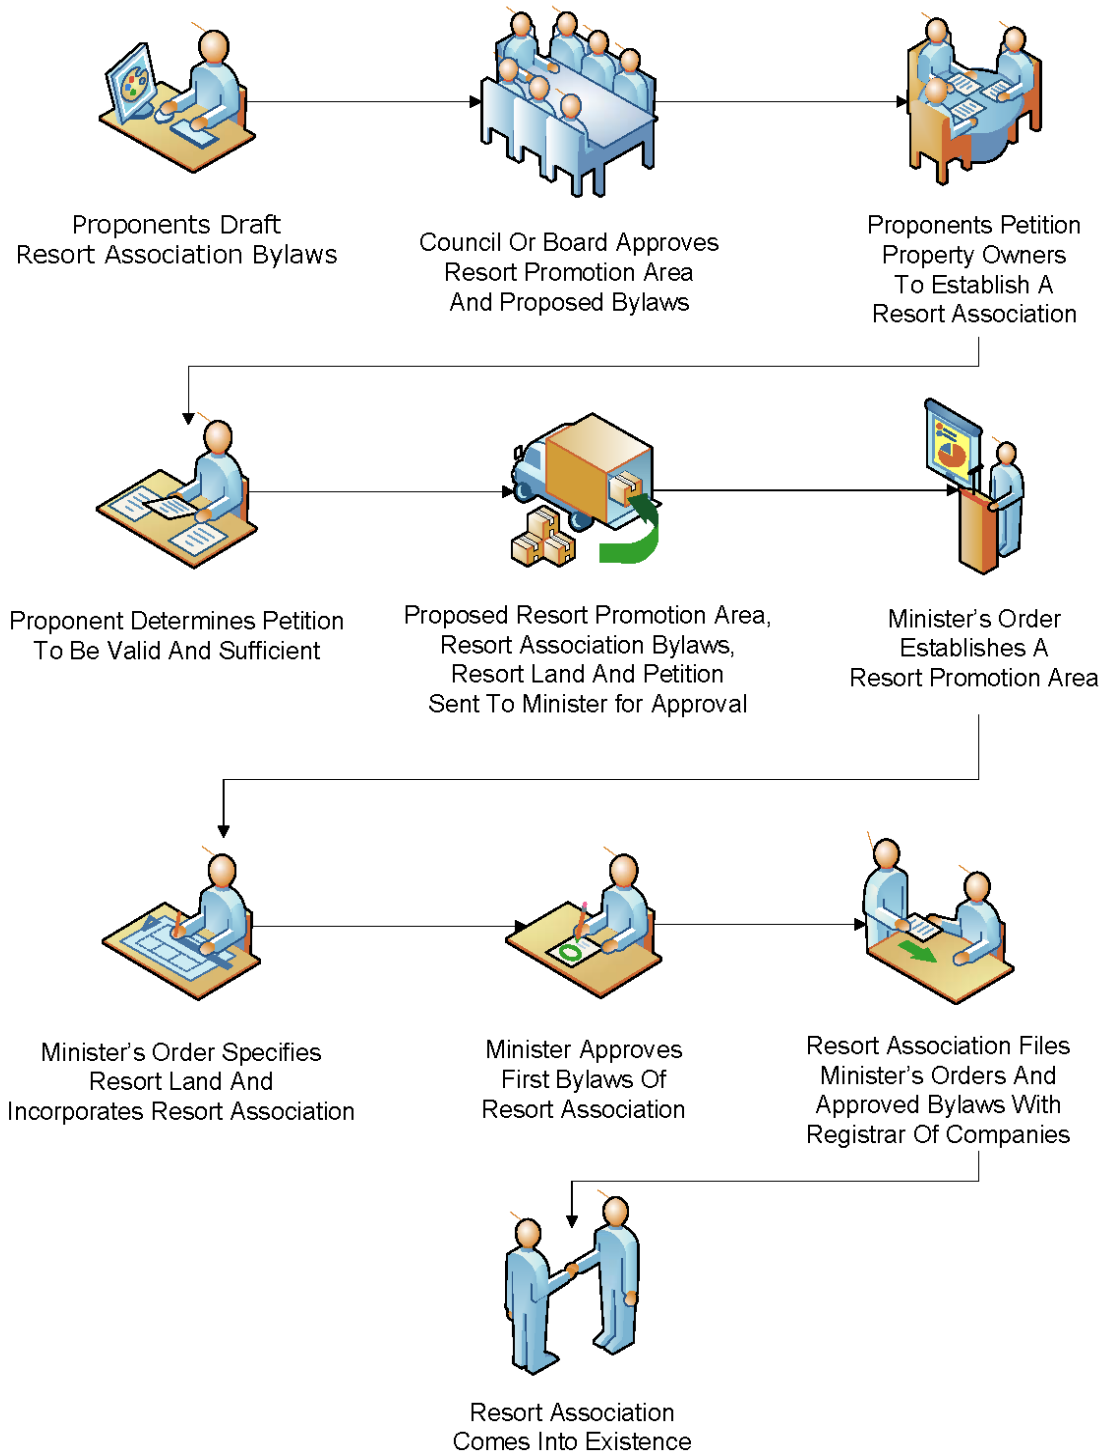 Proponents Draft
Resort Association Bylaws
Council Or Board Approves
Resort Promotion Area
And Proposed Bylaws
Proponents Petition
Property Owners
To Establish A
Resort Association
Proponent Determines Petition
To Be Valid And Sufficient
Proposed Resort Promotion Area,
Resort Association Bylaws,
Resort Land And Petition
Sent To Minister for Approval
Minister’s Order
Establishes A
Resort Promotion Area
Minister’s Order Specifies
Resort Land And
Incorporates Resort Association
Minister Approves
First Bylaws Of
Resort Association
Resort Association Files
Minister’s Orders And
Approved Bylaws With
Registrar Of Companies
Resort Association
Comes Into Existence